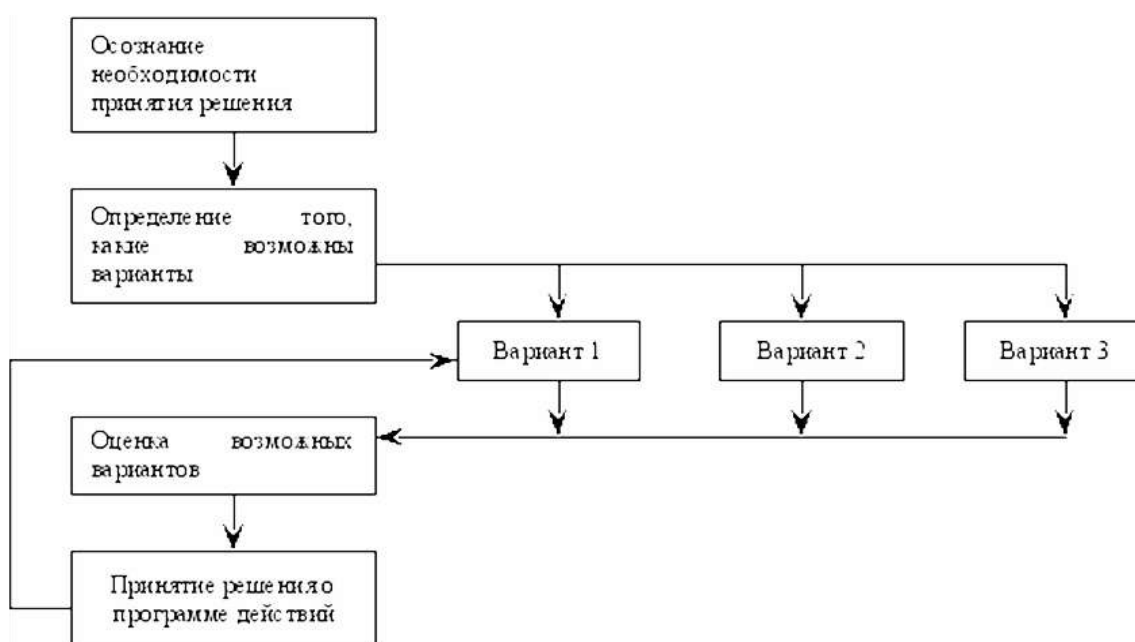 Осознание
необходимости
принятия решения
Определение того,
какие возможны
варианты
Вариант 1
Вариант 2
Вариант 3
Оценка возможных
вариантов
Принятие решения о
программе действий